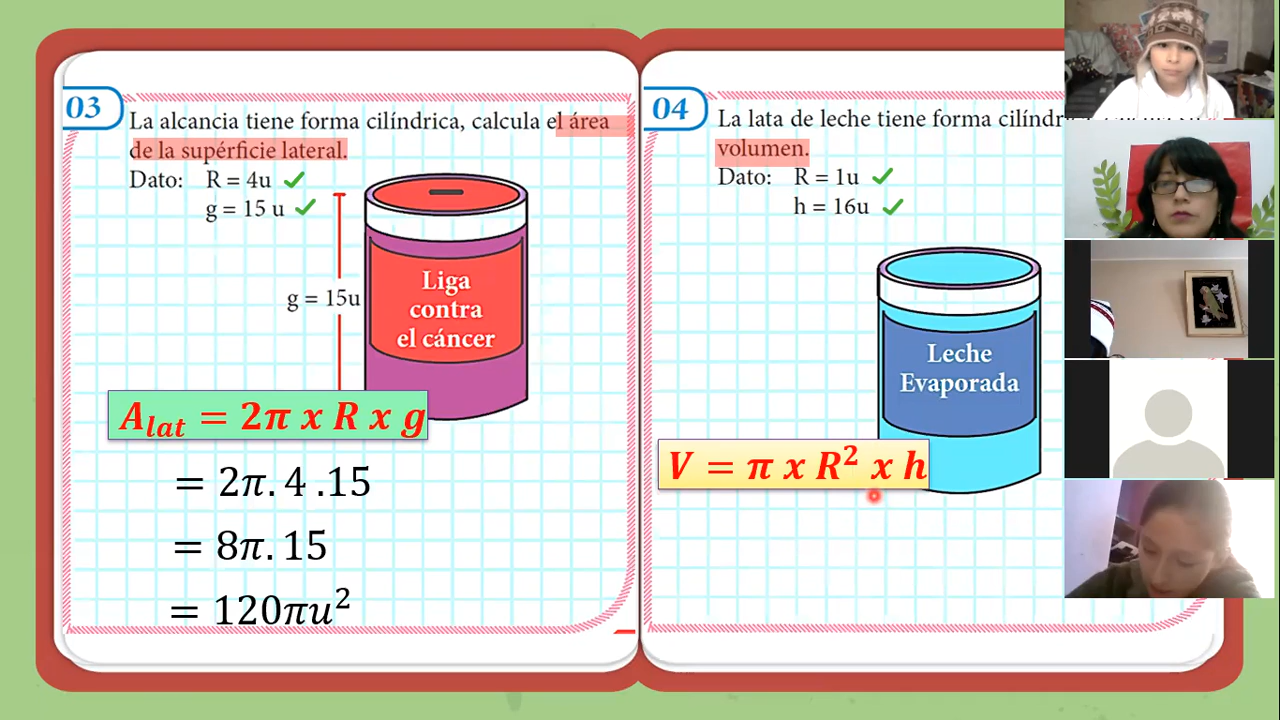 03
La alcancia tiene forma cilíndrica, calcula el área
de la supérficie lateral.
Dato: R = 4u
g = 15 u
g = 15u
Liga
contra
el cáncer
A_lat = 2π x R x g
= 2π. 4 .15
= 8π. 15
= 120πu²
04
La lata de leche tiene forma cilíndr
volumen.
Dato: R = 1u
h = 16u
Leche
Evaporada
V = π x R² x h